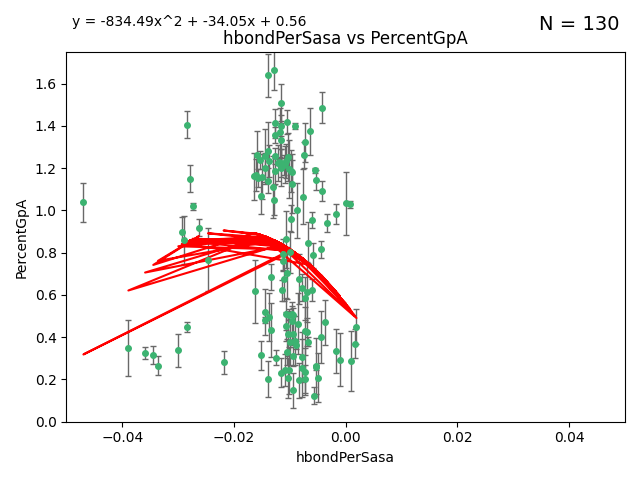 y = -834.49x^2 + -34.05x + 0.56
N = 130
hbondPerSasa vs PercentGpA
PercentGpA
1.6
1.4
1.2
1.0
0.8
0.6
0.4
0.2
0.0
−0.04 −0.02 0.00 0.02 0.04
hbondPerSasa